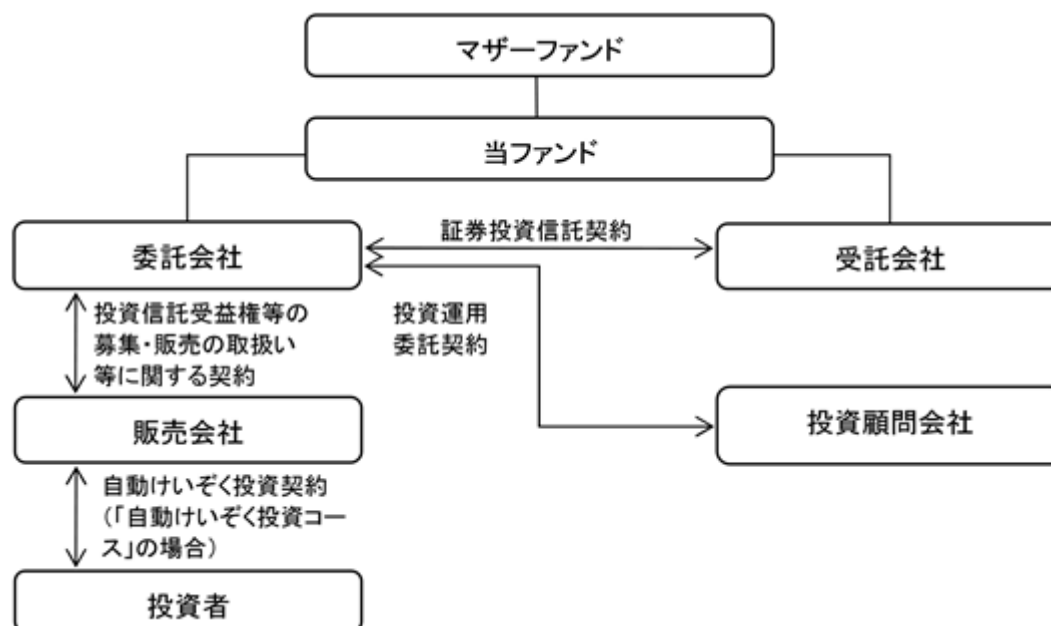 マザーファンド
当ファンド
証券投資信託契約
委託会社
受託会社
投資信託受益権等の
募集・販売の取扱い
等に関する契約
投資運用
委託契約
販売会社
投資顧問会社
自動けいぞく投資契約
(「自動けいぞく投資コー
ス」の場合)
投資者